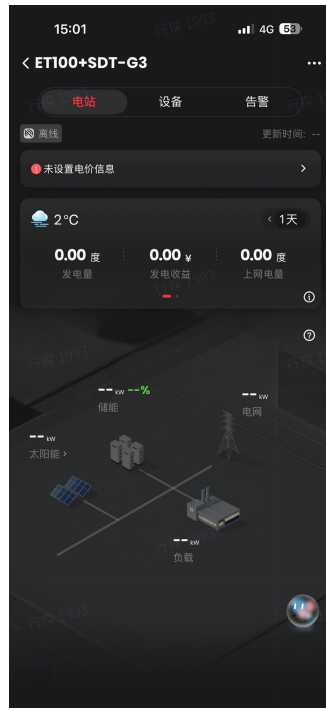 15:01
4G 53
ET100+SDT-G3
电站 设备 告警
离线 更新时间: --
未设置电价信息
2°C 1天
0.00 度 0.00 ¥ 0.00 度
发电量 发电收益 上网电量
-- kW --%
储能
-- kW
电网
-- kW
太阳能
-- kW
负载
行琛 1993